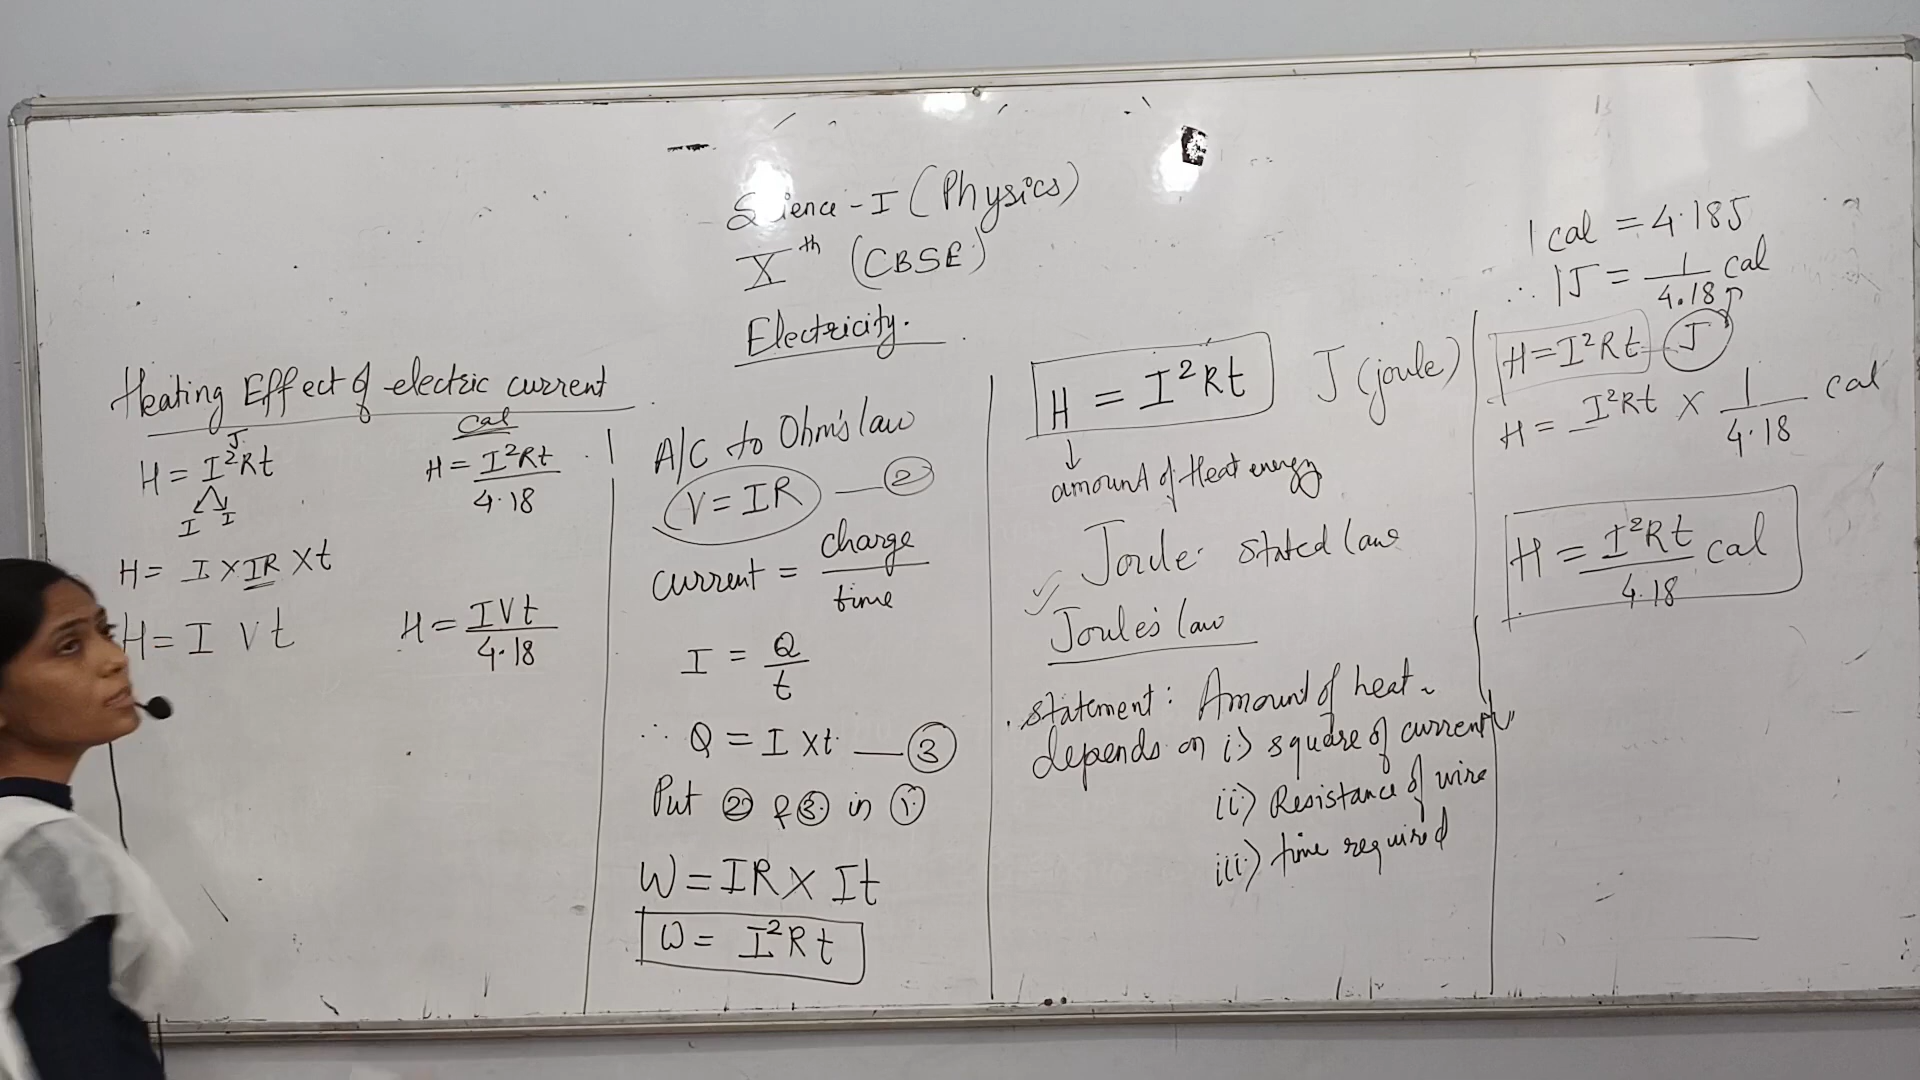 Science - I (Physics)
Xth (CBSE)
Electricity.
Heating Effect of electric current
J
H = I²Rt
I I
H = I × IR × t
H = I V t
Cal
H = I²Rt / 4.18
H = IVt / 4.18
A/C to Ohm's law
V = IR — ②
current = charge / time
I = Q / t
∴ Q = I × t — ③
Put ② & ③ in ①
W = IR × It
W = I²Rt
H = I²Rt J (joule)
↓
amount of Heat energy
Joule stated law
✓ Joule's law
statement: Amount of heat
depends on i) square of current
ii) Resistance of wire
iii) time required
1 cal = 4.18J
∴ 1J = 1 / 4.18 cal
H = I²Rt J
H = I²Rt × 1 / 4.18 cal
H = I²Rt / 4.18 cal